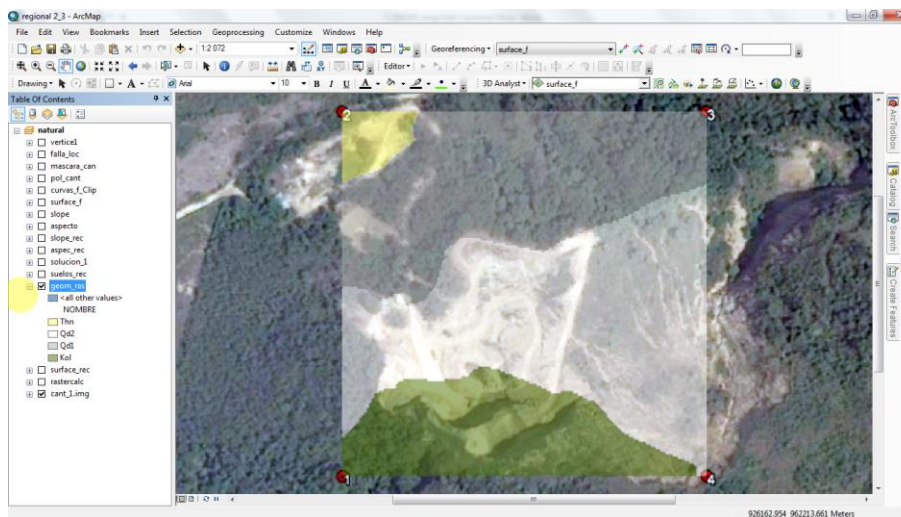 regional 2_3 - ArcMap
File Edit View Bookmarks Insert Selection Geoprocessing Customize Windows Help
1:2 072 Georeferencing surface_f
Editor
Drawing A Arial 10 B I U A 3D Analyst surface_f
Table Of Contents
natural
vertice1
falla_loc
mascara_can
pol_cant
curvas_f_Clip
surface_f
slope
aspecto
slope_rec
aspec_rec
solucion_1
suelos_rec
geom_ras
<all other values>
NOMBRE
Thn
Qd2
Qd1
Kol
surface_rec
rastercalc
cant_1.img
2
3
1
4
ArcToolbox
Catalog
Search
Create Features
926162.954 962213.661 Meters